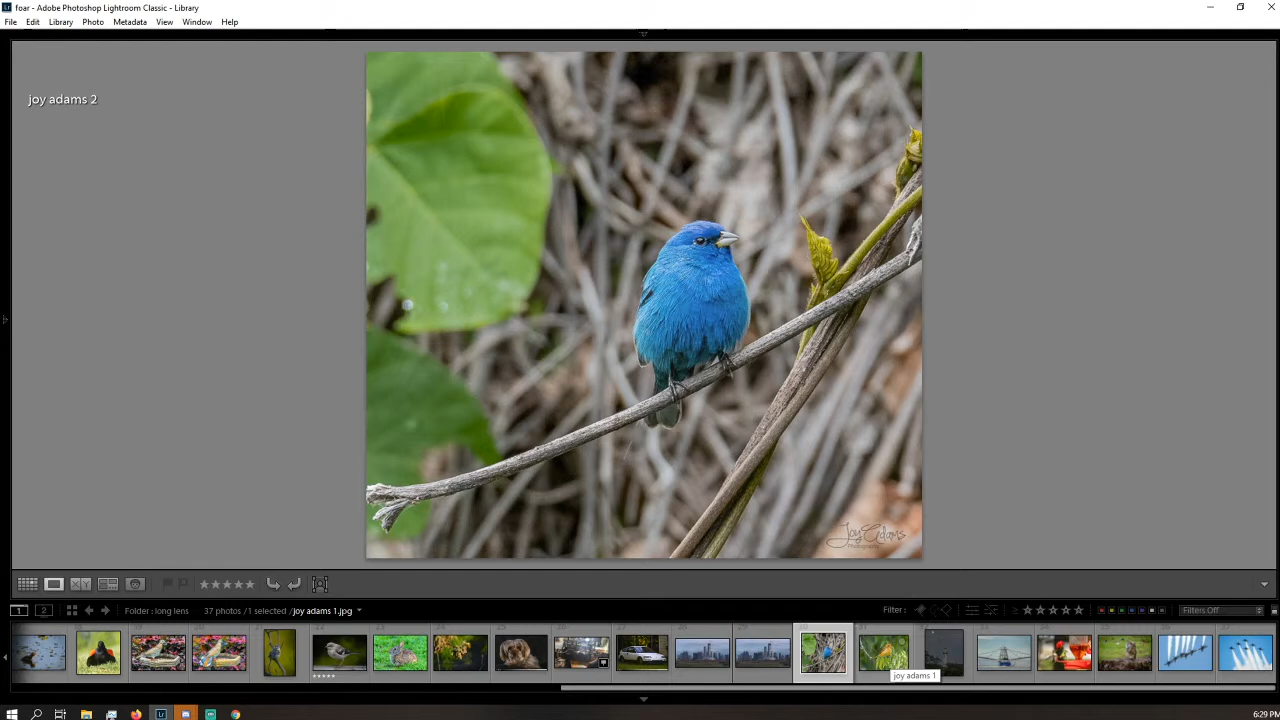 foar - Adobe Photoshop Lightroom Classic - Library
File Edit Library Photo Metadata View Window Help
joy adams 2
Joy Adams
Photography
Folder : long lens
37 photos / 1 selected / joy adams 1.jpg
Filter :
Filters Off
joy adams 1
6:29 PM